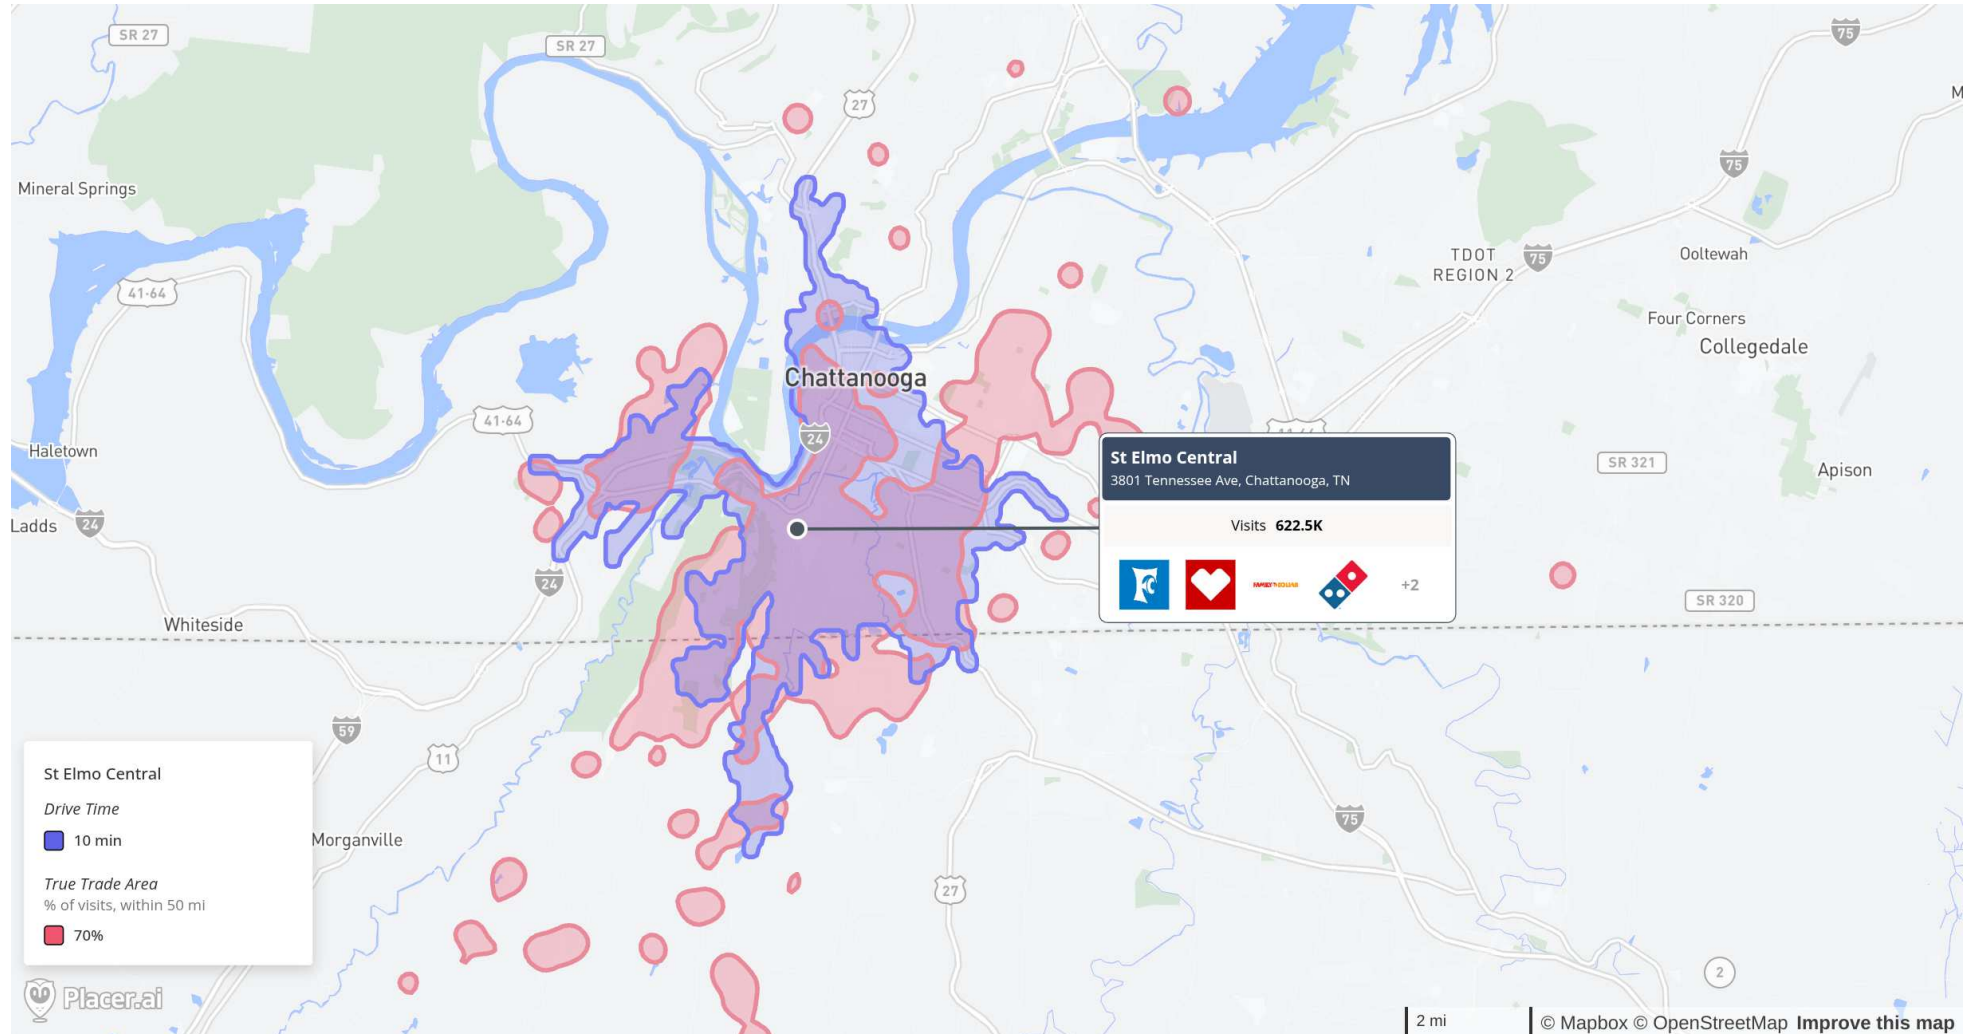 SR 27
SR 27
27
75
M
Mineral Springs
75
TDOT
REGION 2
75
Ooltewah
41-64
Four Corners
Collegedale
Chattanooga
41-64
24
Haletown
St Elmo Central
3801 Tennessee Ave, Chattanooga, TN
SR 321
Apison
Ladds
24
Visits 622.5K
24
FC
FAMILY DOLLAR
+2
SR 320
Whiteside
59
11
St Elmo Central
Drive Time
10 min
Morganville
75
True Trade Area
% of visits, within 50 mi
27
70%
2
Placer.ai
2 mi
© Mapbox © OpenStreetMap Improve this map